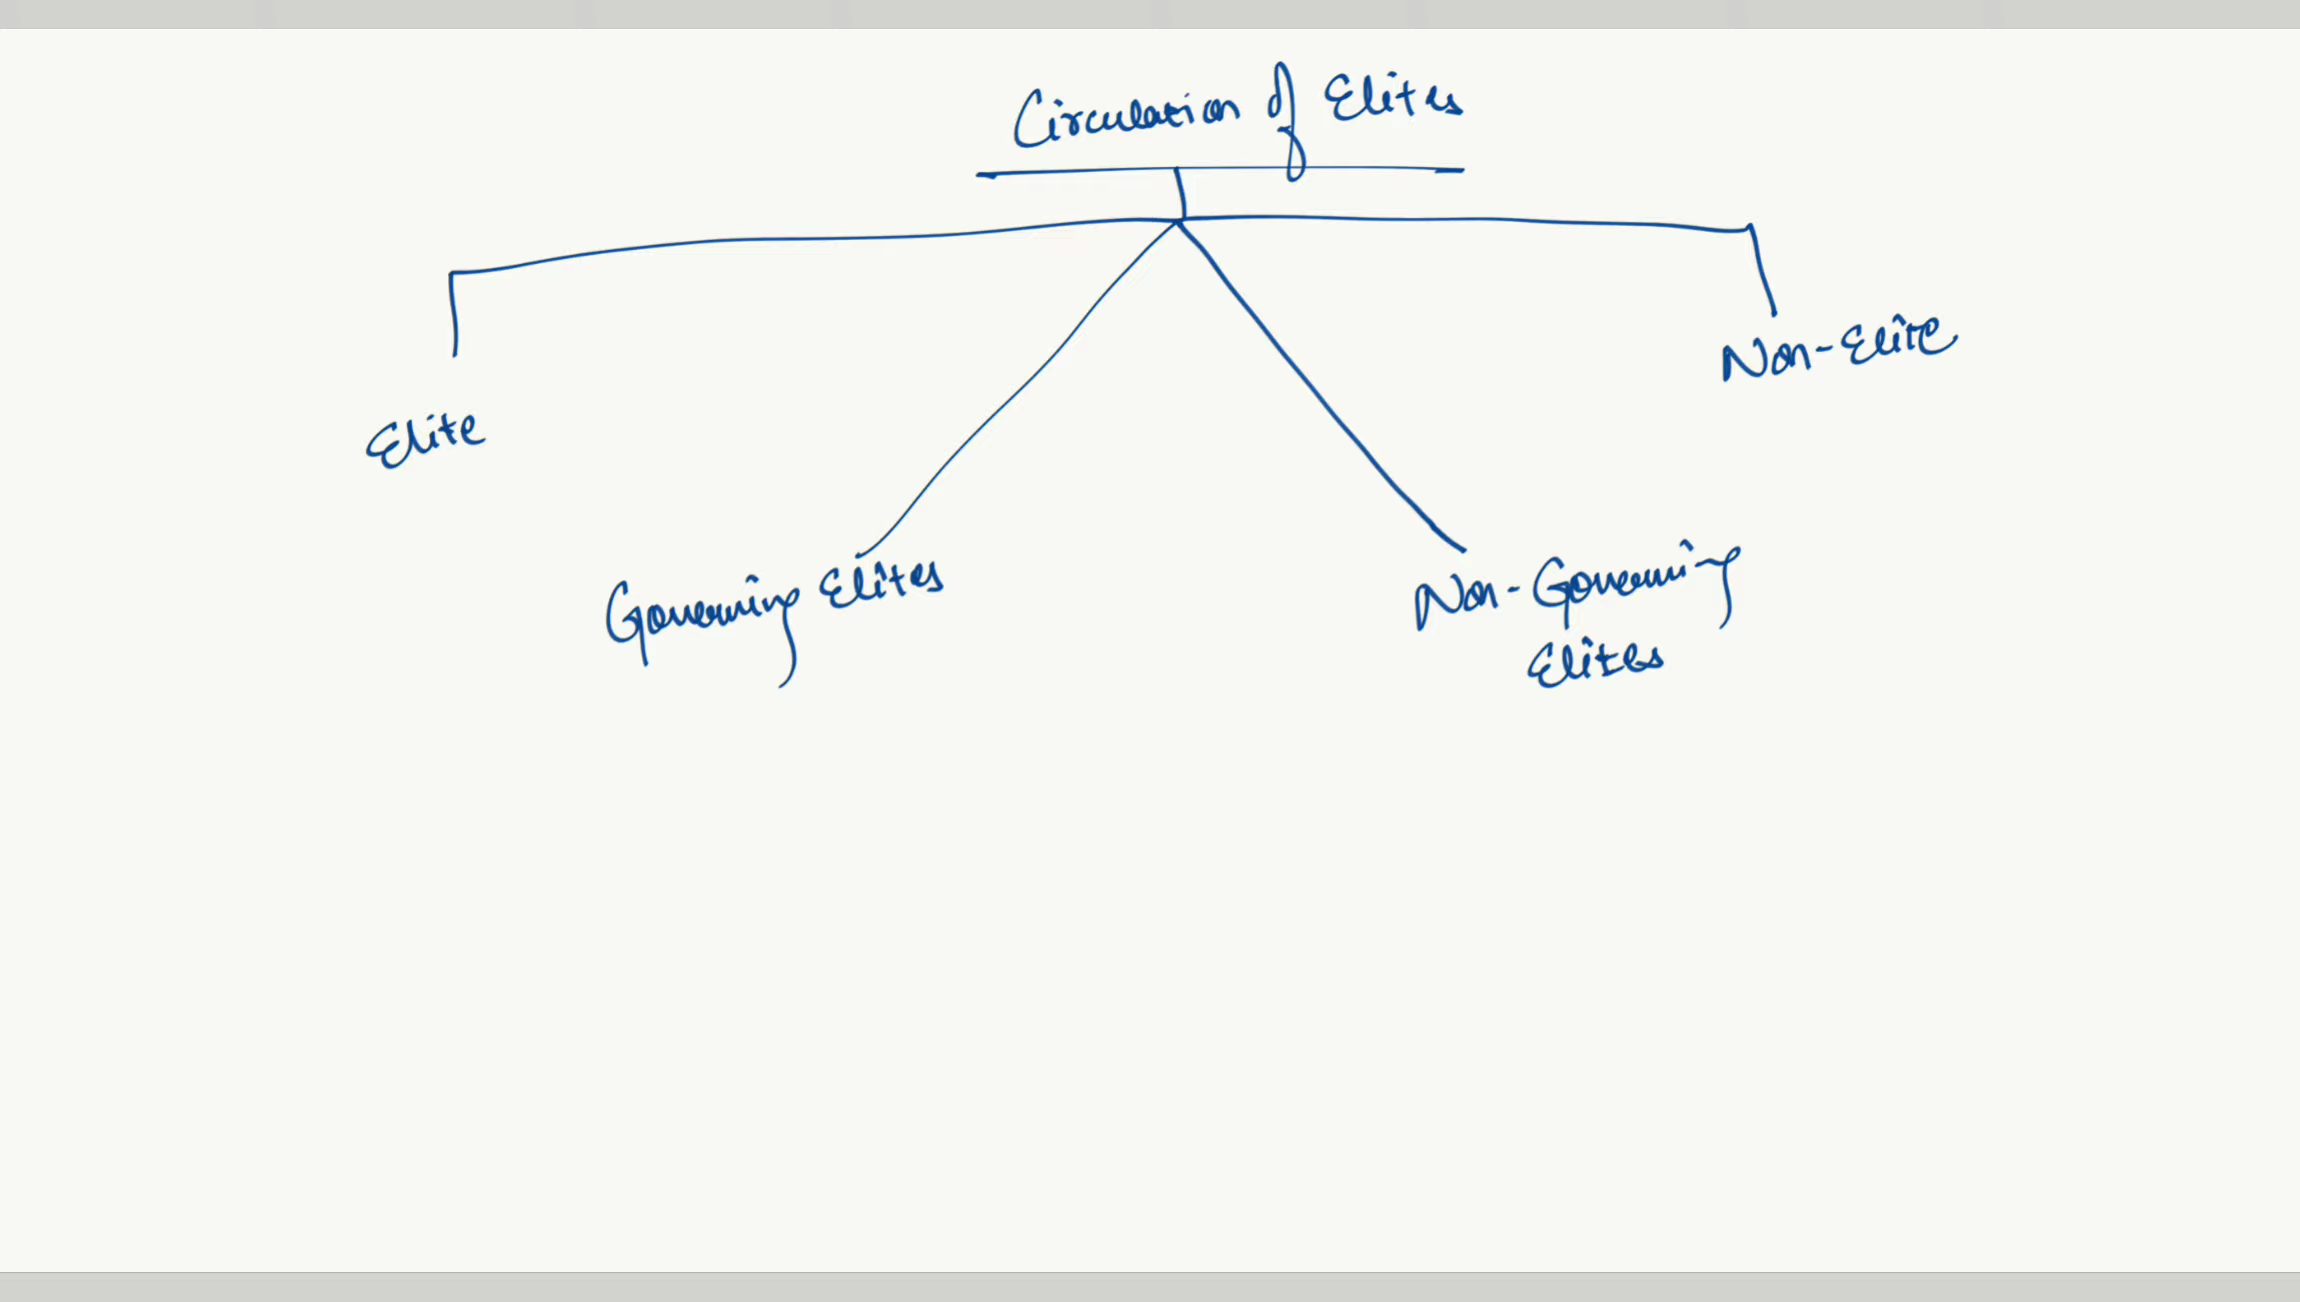 Circulation of Elites
Non-Elite
Elite
Governing Elites
Non-Governing
Elites